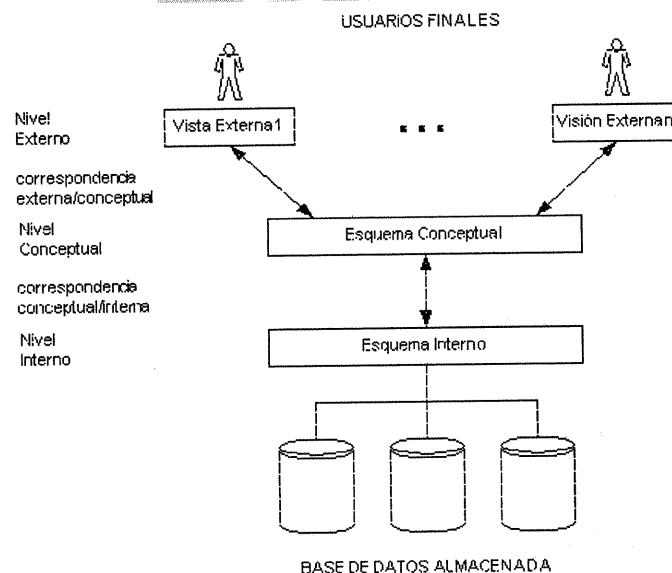 USUARIOS FINALES
Nivel
Externo
Vista Externa1
...
Visión Externan
correspondencia
externa/conceptual
Nivel
Conceptual
Esquema Conceptual
correspondencia
conceptual/interna
Nivel
Interno
Esquema Interno
BASE DE DATOS ALMACENADA